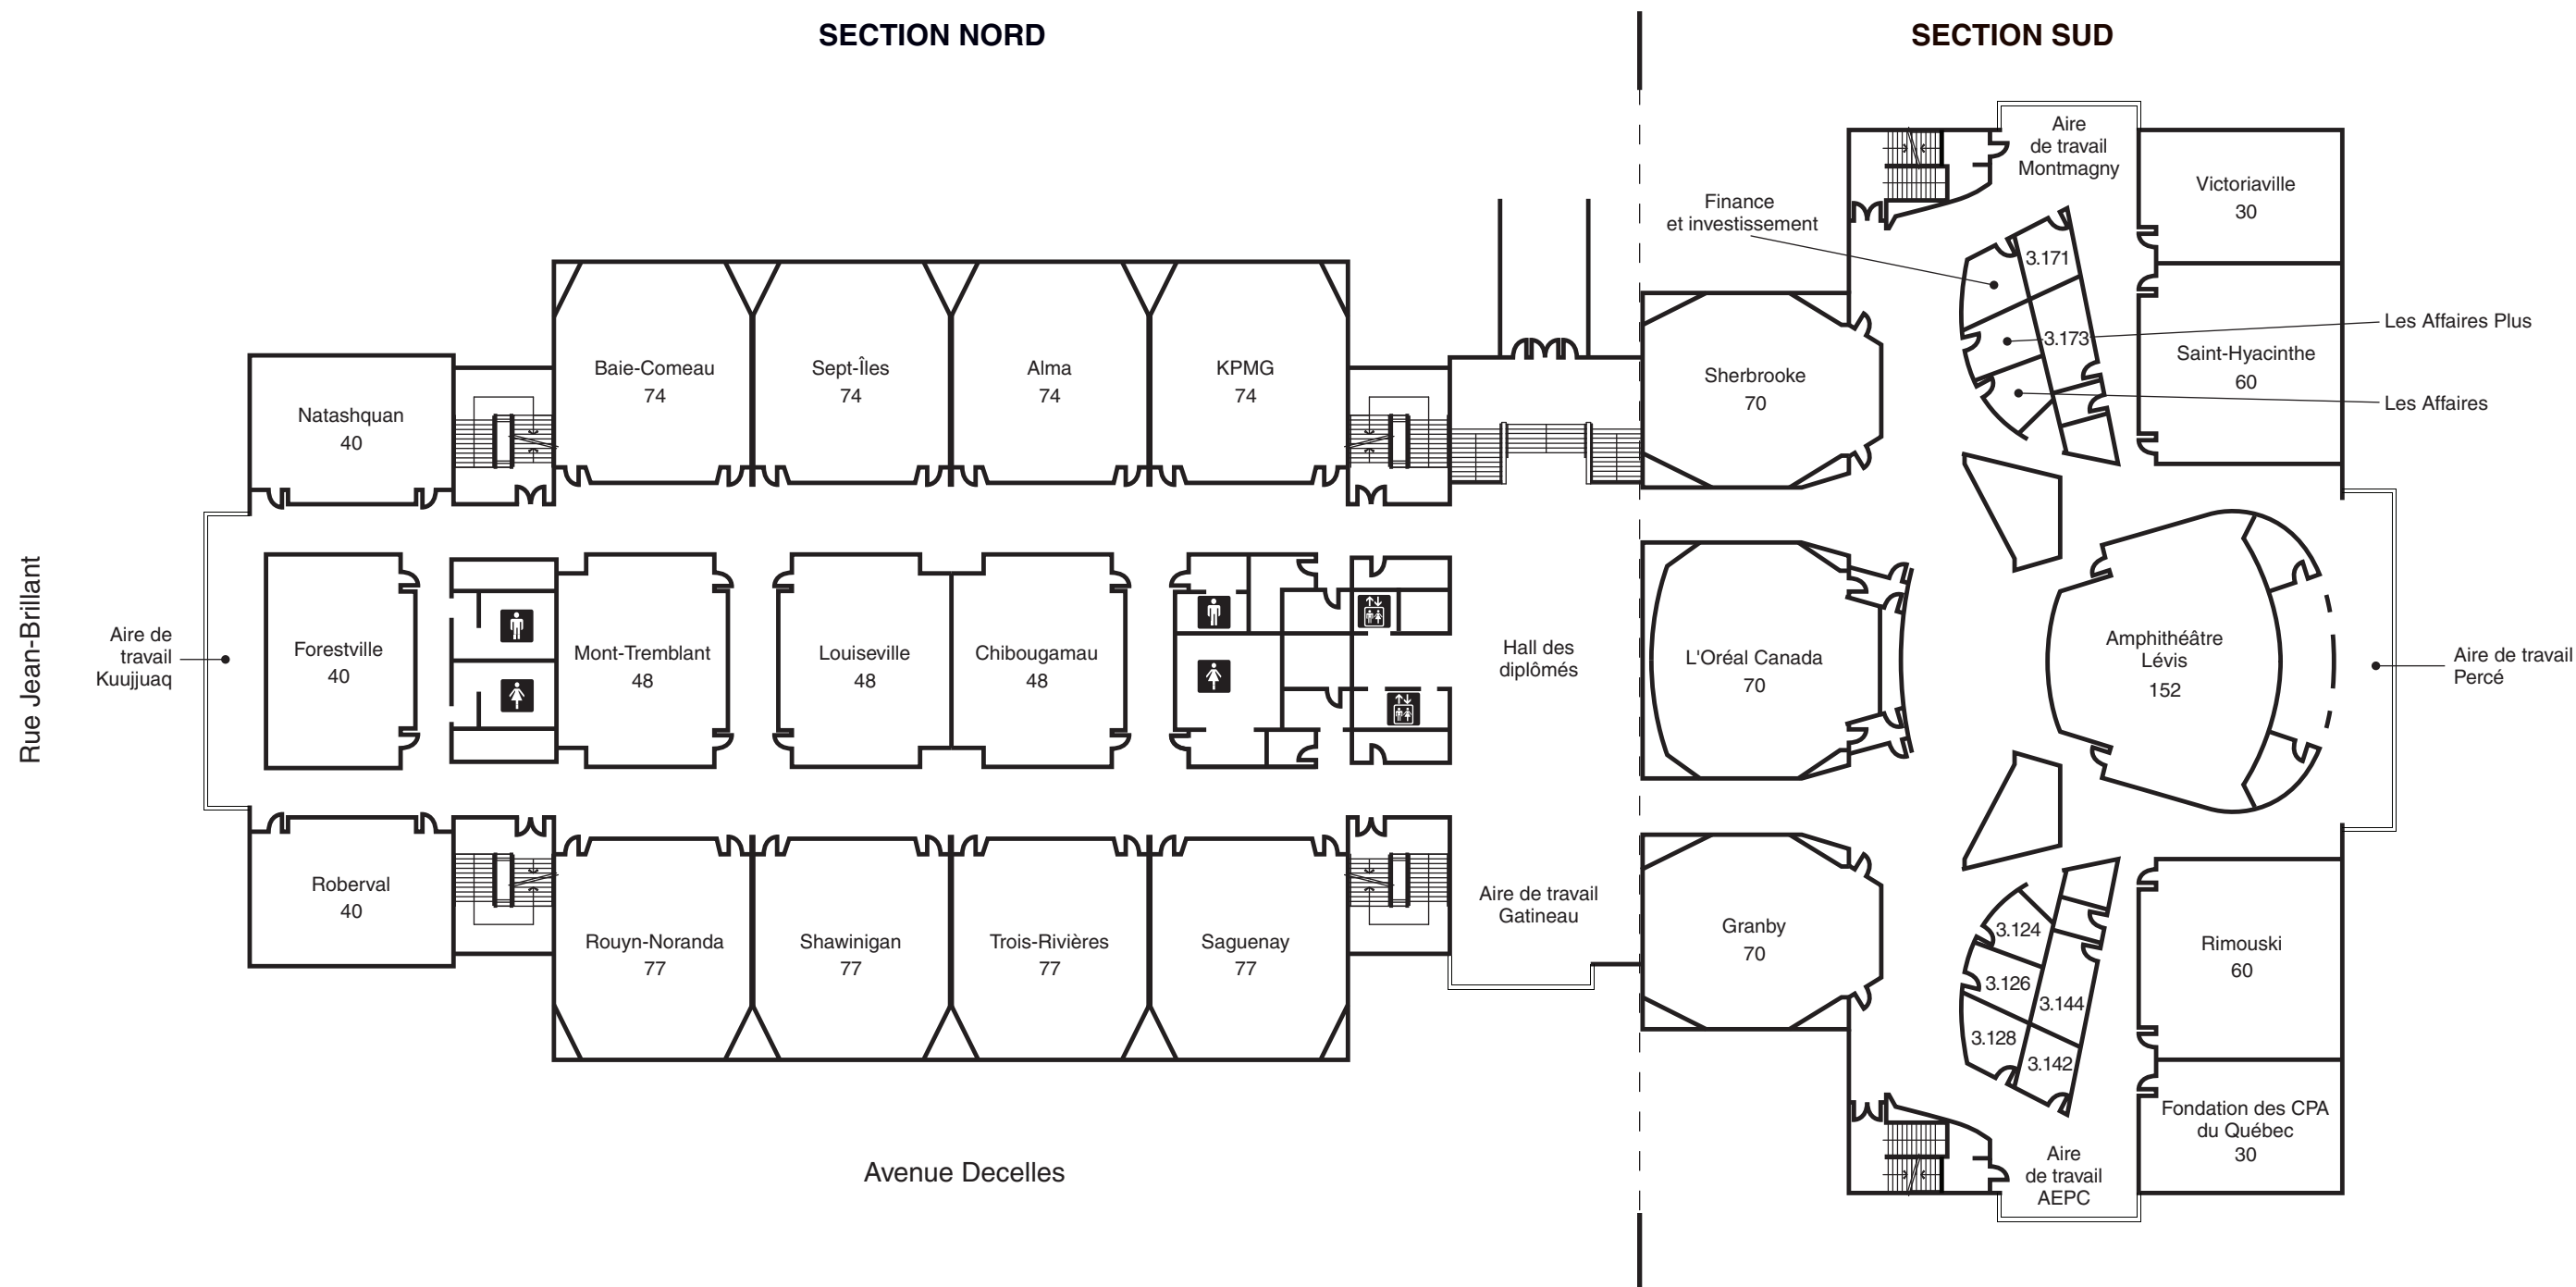 SECTION NORD
SECTION SUD
Aire
de travail
Montmagny
Victoriaville
30
Finance
et investissement
3.171
Les Affaires Plus
3.173
Saint-Hyacinthe
60
Les Affaires
Baie-Comeau
74
Sept-Îles
74
Alma
74
KPMG
74
Sherbrooke
70
Natashquan
40
Rue Jean-Brillant
Aire de
travail
Kuujjuaq
Forestville
40
Mont-Tremblant
48
Louiseville
48
Chibougamau
48
Hall des
diplômés
L'Oréal Canada
70
Amphithéâtre
Lévis
152
Aire de travail
Percé
Roberval
40
Rouyn-Noranda
77
Shawinigan
77
Trois-Rivières
77
Saguenay
77
Aire de travail
Gatineau
Granby
70
3.124
3.126
3.128
3.144
3.142
Rimouski
60
Fondation des CPA
du Québec
30
Aire
de travail
AEPC
Avenue Decelles